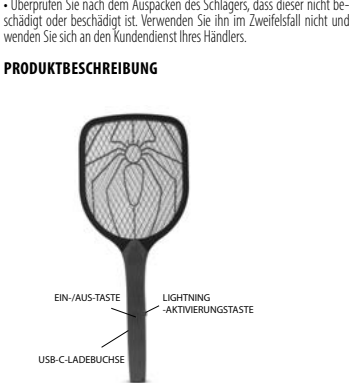 • Überprüfen Sie nach dem Auspacken des Schlägers, dass dieser nicht be-
schädigt oder beschädigt ist. Verwenden Sie ihn im Zweifelsfall nicht und
wenden Sie sich an den Kundendienst Ihres Händlers.
PRODUKTBESCHREIBUNG
EIN-/AUS-TASTE
LIGHTNING
-AKTIVIERUNGSTASTE
USB-C-LADEBUCHSE